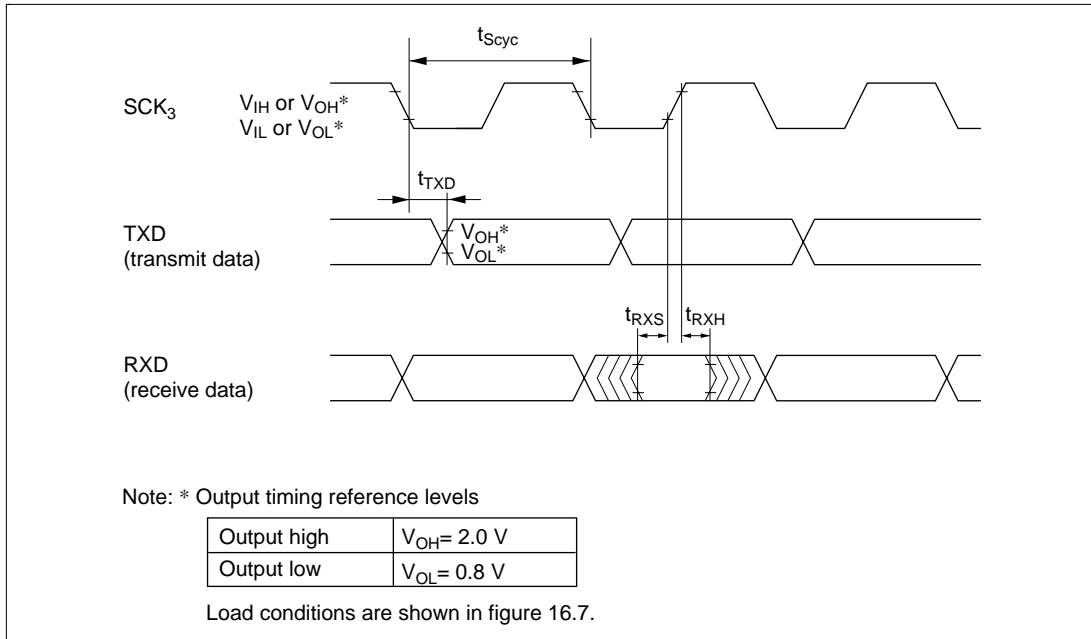 tScyc
SCK3
VIH or VOH*
VIL or VOL*
tTXD
TXD
(transmit data)
VOH*
VOL*
tRXS
tRXH
RXD
(receive data)
Note: * Output timing reference levels
Output high VOH= 2.0 V
Output low VOL= 0.8 V
Load conditions are shown in figure 16.7.